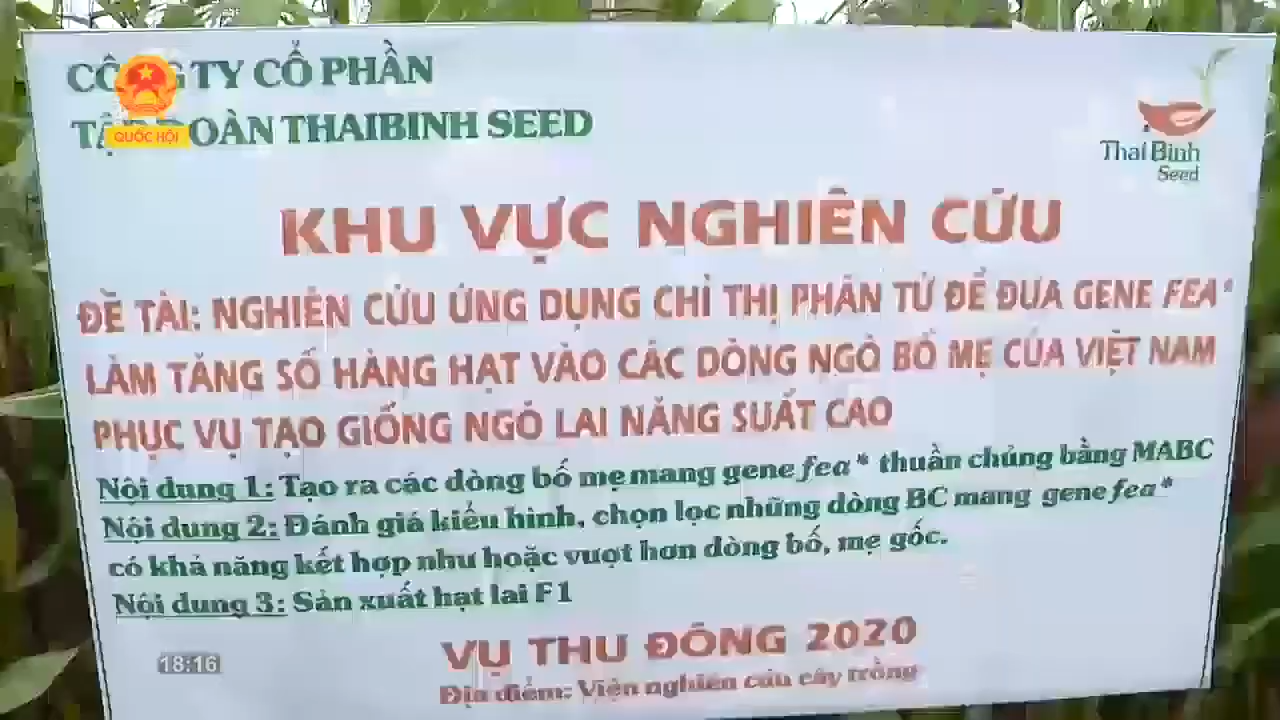 CÔNG TY CỔ PHẦN
TẬP ĐOÀN THAIBINH SEED
QUỐC HỘI
Thai Binh
Seed
KHU VỰC NGHIÊN CỨU
ĐỀ TÀI: NGHIÊN CỨU ỨNG DỤNG CHỈ THỊ PHÂN TỬ ĐỂ ĐƯA GENE FEA*
LÀM TĂNG SỐ HÀNG HẠT VÀO CÁC DÒNG NGÔ BỐ MẸ CỦA VIỆT NAM
PHỤC VỤ TẠO GIỐNG NGÔ LAI NĂNG SUẤT CAO
Nội dung 1: Tạo ra các dòng bố mẹ mang gene fea* thuần chủng bằng MABC
Nội dung 2: Đánh giá kiểu hình, chọn lọc những dòng BC mang gene fea*
có khả năng kết hợp như hoặc vượt hơn dòng bố, mẹ gốc.
Nội dung 3: Sản xuất hạt lai F1
VỤ THU ĐÔNG 2020
Địa điểm: Viện nghiên cứu cây trồng
18:16